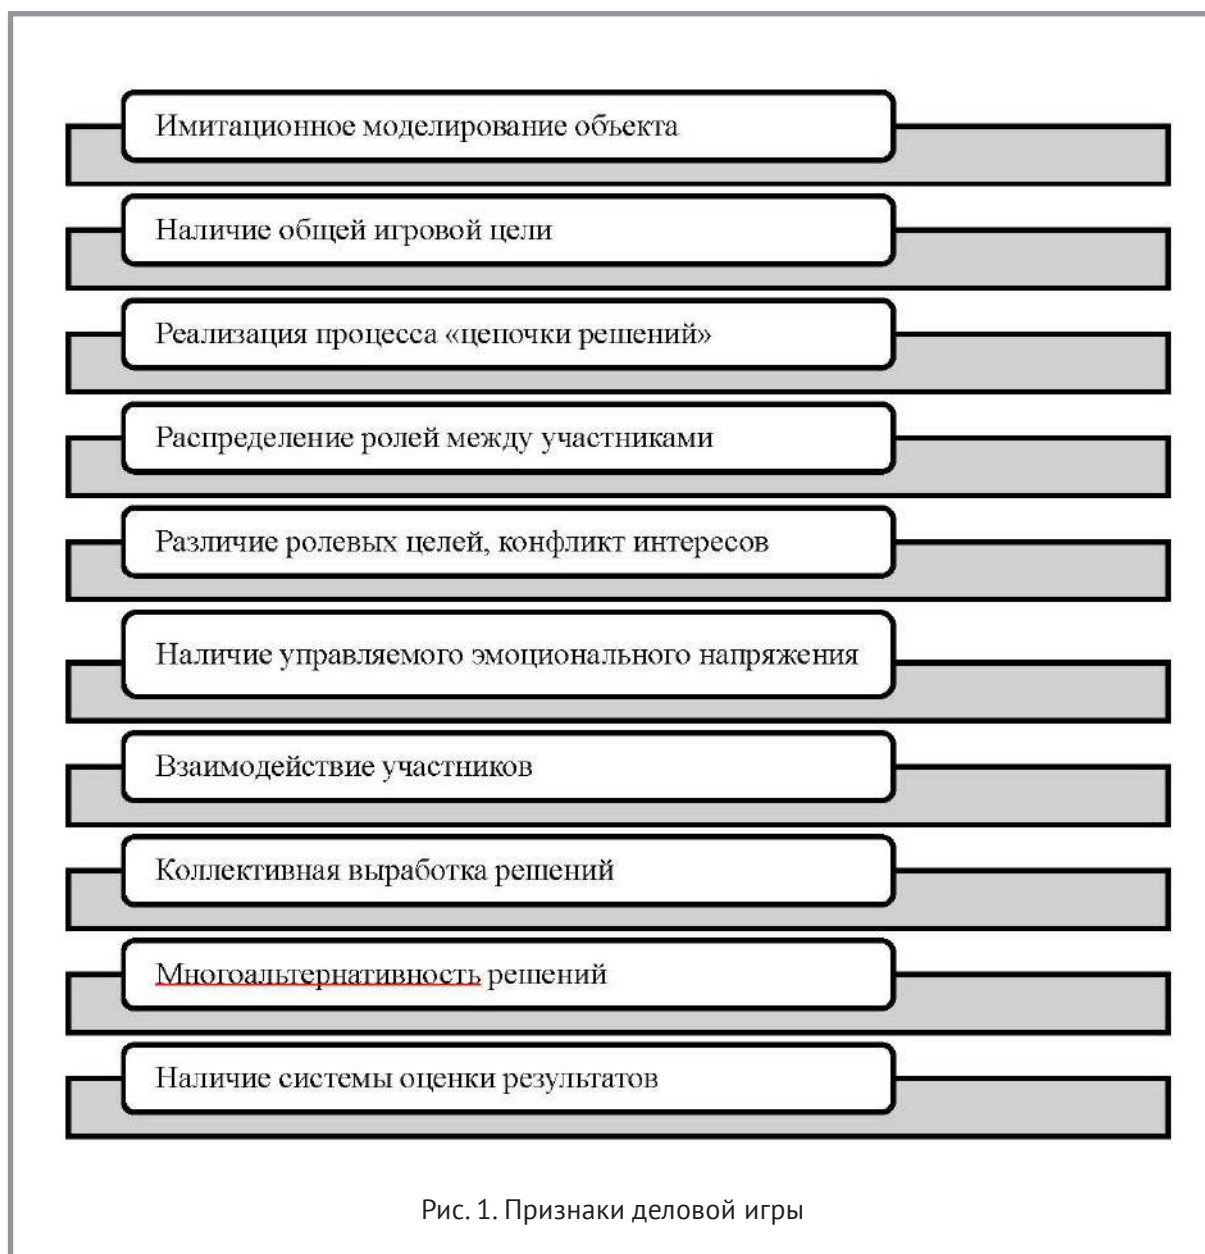 Имитационное моделирование объекта
Наличие общей игровой цели
Реализация процесса «цепочки решений»
Распределение ролей между участниками
Различие ролевых целей, конфликт интересов
Наличие управляемого эмоционального напряжения
Взаимодействие участников
Коллективная выработка решений
Многоальтернативность решений
Наличие системы оценки результатов
Рис. 1. Признаки деловой игры